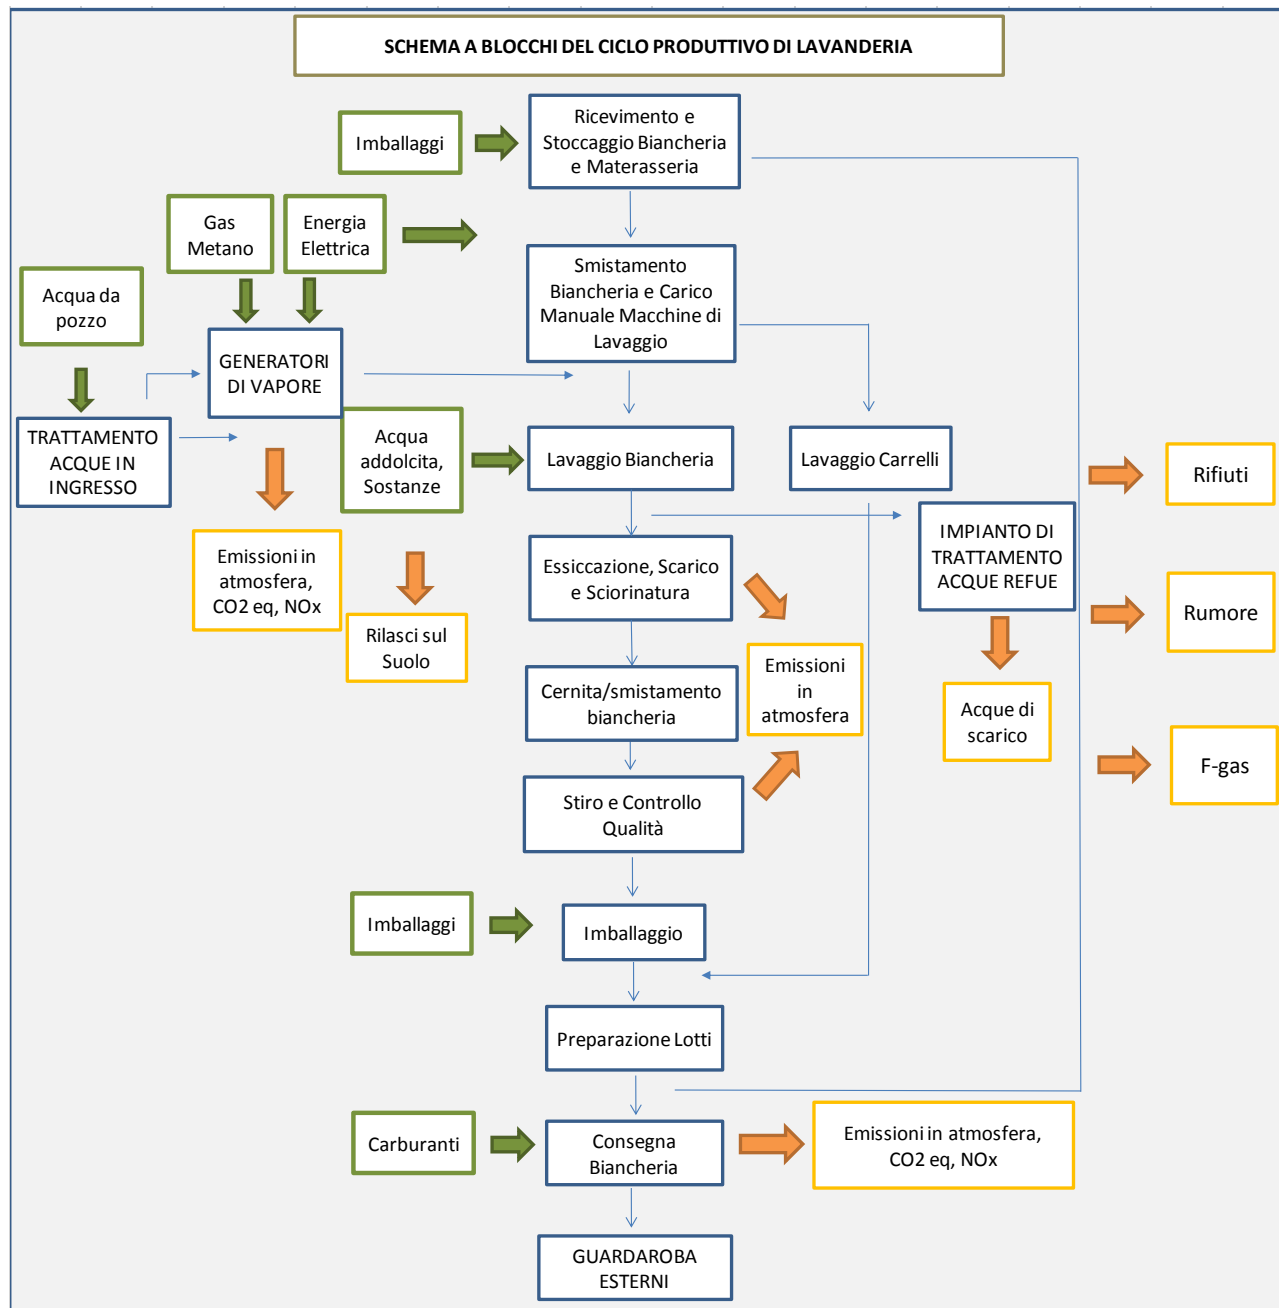 SCHEMA A BLOCCHI DEL CICLO PRODUTTIVO DI LAVANDERIA
Imballaggi
Ricevimento e
Stoccaggio Biancheria
e Materasseria
Gas
Metano
Energia
Elettrica
Acqua da
pozzo
Smistamento
Biancheria e Carico
Manuale Macchine di
Lavaggio
GENERATORI
DI VAPORE
TRATTAMENTO
ACQUE IN
INGRESSO
Acqua
addolcita,
Sostanze
Lavaggio Biancheria
Lavaggio Carrelli
Rifiuti
Emissioni in
atmosfera,
CO2 eq, NOx
Essiccazione, Scarico
e Sciorinatura
IMPIANTO DI
TRATTAMENTO
ACQUE REFUE
Rumore
Rilasci sul
Suolo
Cernita/smistamento
biancheria
Emissioni
in
atmosfera
Acque di
scarico
F-gas
Stiro e Controllo
Qualità
Imballaggi
Imballaggio
Preparazione Lotti
Carburanti
Consegna
Biancheria
Emissioni in atmosfera,
CO2 eq, NOx
GUARDAROBA
ESTERNI